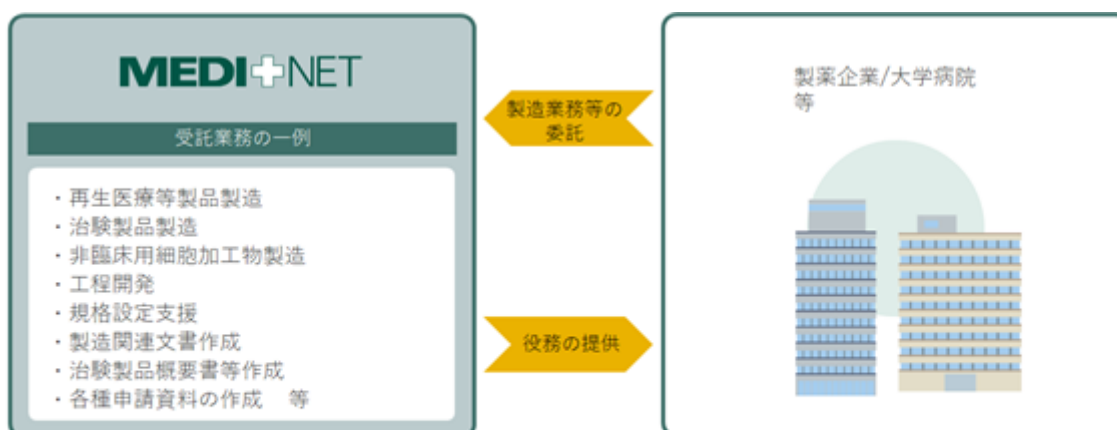 MEDI+NET
受託業務の一例
・再生医療等製品製造
・治験製品製造
・非臨床用細胞加工物製造
・工程開発
・規格設定支援
・製造関連文書作成
・治験製品概要書等作成
・各種申請資料の作成　等
製造業務等の
委託
役務の提供
製薬企業/大学病院
等